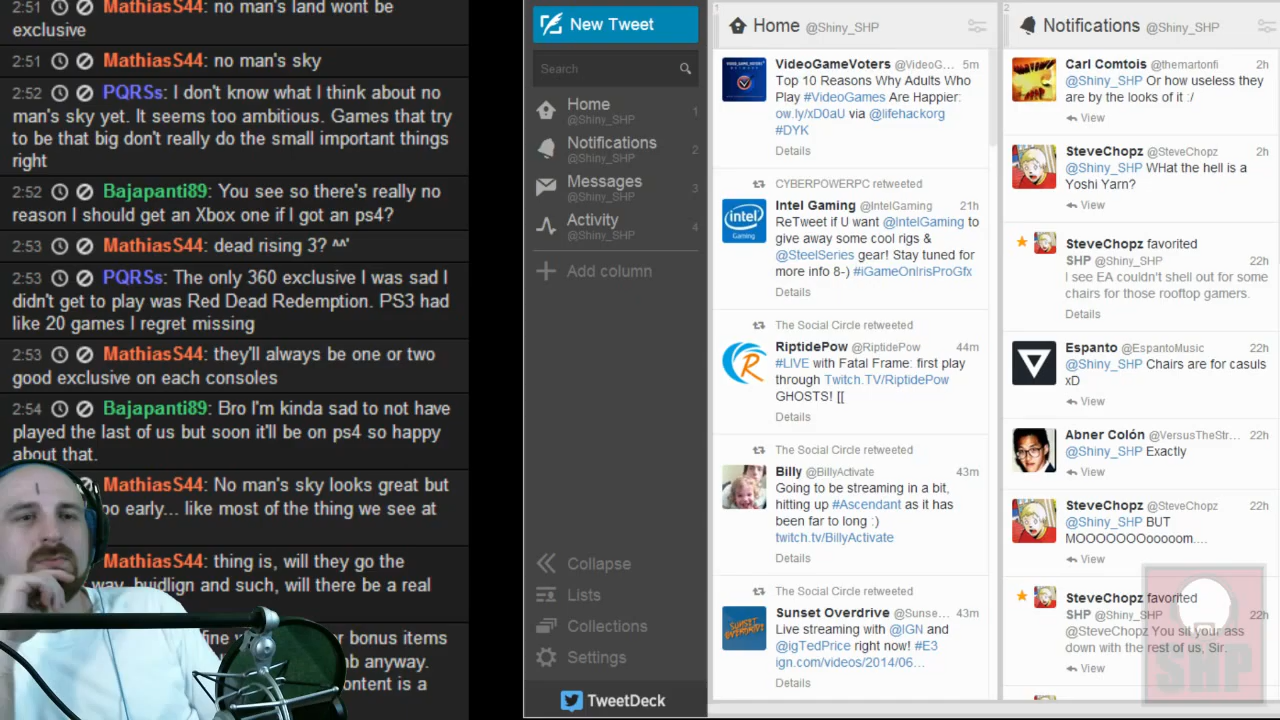 2:51 MathiasS44: no man's land wont be
exclusive
2:51 MathiasS44: no man's sky
2:52 PQRSs: I don't know what I think about no
man's sky yet. It seems too ambitious. Games that try
to be that big don't really do the small important things
right
2:52 Bajapanti89: You see so there's really no
reason I should get an Xbox one if I got an ps4?
2:53 MathiasS44: dead rising 3? ^^'
2:53 PQRSs: The only 360 exclusive I was sad I
didn't get to play was Red Dead Redemption. PS3 had
like 20 games I regret missing
2:53 MathiasS44: they'll always be one or two
good exclusive on each consoles
2:54 Bajapanti89: Bro I'm kinda sad to not have
played the last of us but soon it'll be on ps4 so happy
about that.
MathiasS44: No man's sky looks great but
early... like most of the thing we see at
MathiasS44: thing is, will they go the
way, buidlign and such, will there be a real
bonus items
anyway.
New Tweet
Search
Home 1
@Shiny_SHP
Notifications 2
@Shiny_SHP
Messages 3
@Shiny_SHP
Activity 4
@Shiny_SHP
Add column
Collapse
Lists
Collections
Settings
TweetDeck
1
Home @Shiny_SHP
VideoGameVoters @VideoG... 5m
Top 10 Reasons Why Adults Who
Play #VideoGames Are Happier:
ow.ly/xD0aU via @lifehackorg
#DYK
Details
CYBERPOWERPC retweeted
Intel Gaming @IntelGaming 21h
ReTweet if U want @IntelGaming to
give away some cool rigs &
@SteelSeries gear! Stay tuned for
more info 8-) #iGameOnIrisProGfx
Details
The Social Circle retweeted
RiptidePow @RiptidePow 44m
#LIVE with Fatal Frame: first play
through Twitch.TV/RiptidePow
GHOSTS! [[
Details
The Social Circle retweeted
Billy @BillyActivate 43m
Going to be streaming in a bit,
hitting up #Ascendant as it has
been far to long :)
twitch.tv/BillyActivate
Details
The Social Circle retweeted
Sunset Overdrive @Sunse... 43m
Live streaming with @IGN and
@igTedPrice right now! #E3
ign.com/videos/2014/06...
Details
2
Notifications @Shiny_SHP
Carl Comtois @themartonfi 2h
@Shiny_SHP Or how useless they
are by the looks of it :/
View
SteveChopz @SteveChopz 2h
@Shiny_SHP WHat the hell is a
Yoshi Yarn?
View
SteveChopz favorited
SHP @Shiny_SHP 22h
I see EA couldn't shell out for some
chairs for those rooftop gamers.
Details
Espanto @EspantoMusic 22h
@Shiny_SHP Chairs are for casuls
xD
View
Abner Colón @VersusTheStr... 22h
@Shiny_SHP Exactly
View
SteveChopz @SteveChopz 22h
@Shiny_SHP BUT
MOOOOOOOooooom....
View
SteveChopz favorited
SHP @Shiny_SHP 22h
@SteveChopz You sit your ass
down with the rest of us, Sir.
View
SHP